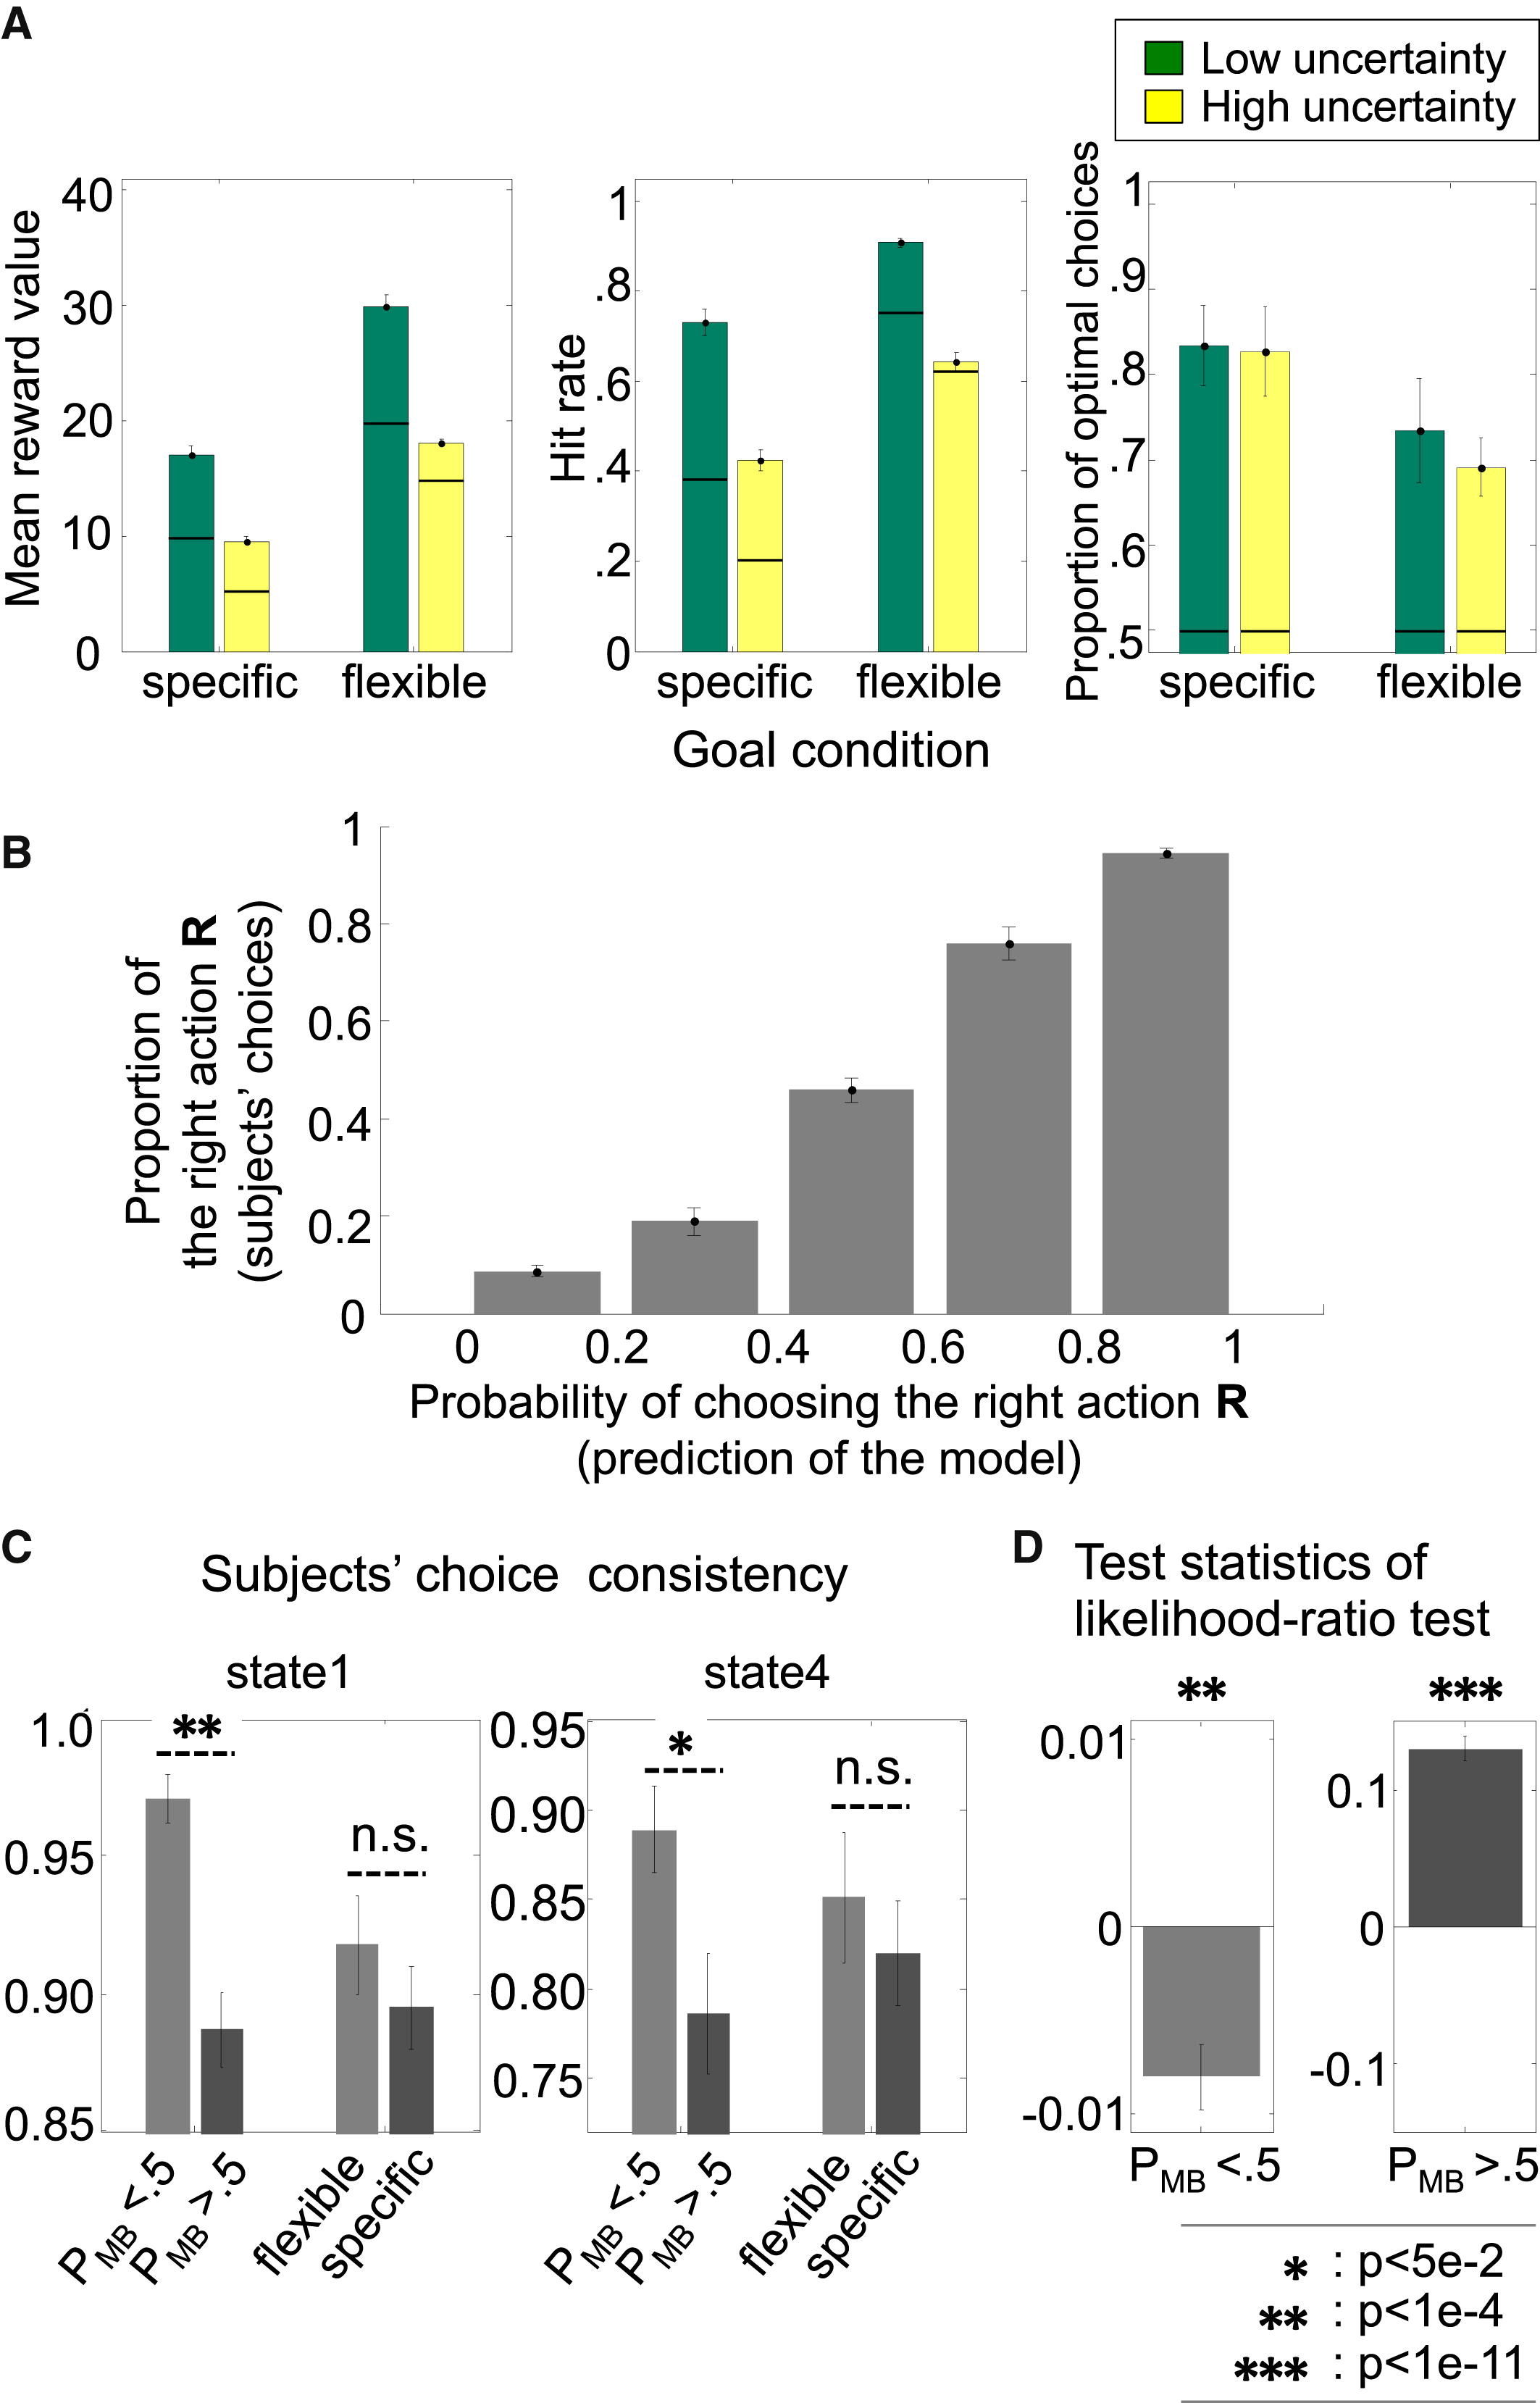 A
Low uncertainty
High uncertainty
Mean reward value
40
30
20
10
0
specific flexible
Hit rate
1
.8
.6
.4
.2
0
specific flexible
Proportion of optimal choices
1
.9
.8
.7
.6
.5
specific flexible
Goal condition
B
Proportion of
the right action R
(subjects’ choices)
1
0.8
0.6
0.4
0.2
0
0 0.2 0.4 0.6 0.8 1
Probability of choosing the right action R
(prediction of the model)
C
Subjects’ choice consistency
state1
1.0
0.95
0.90
0.85
**
n.s.
PMB <.5
PMB >.5
flexible
specific
state4
0.95
0.90
0.85
0.80
0.75
*
n.s.
PMB <.5
PMB >.5
flexible
specific
D
Test statistics of
likelihood-ratio test
**
0.01
0
-0.01
PMB <.5
***
0.1
0
-0.1
PMB >.5
* : p<5e-2
** : p<1e-4
*** : p<1e-11